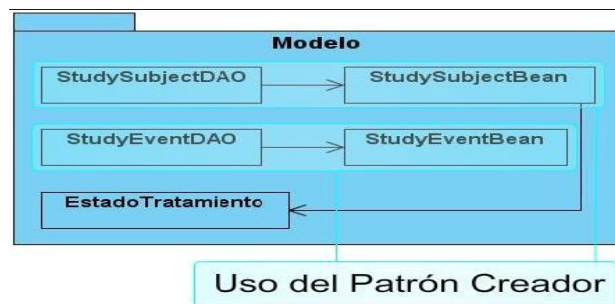 Modelo
StudySubjectDAO
StudySubjectBean
StudyEventDAO
StudyEventBean
EstadoTratamiento
Uso del Patrón Creador